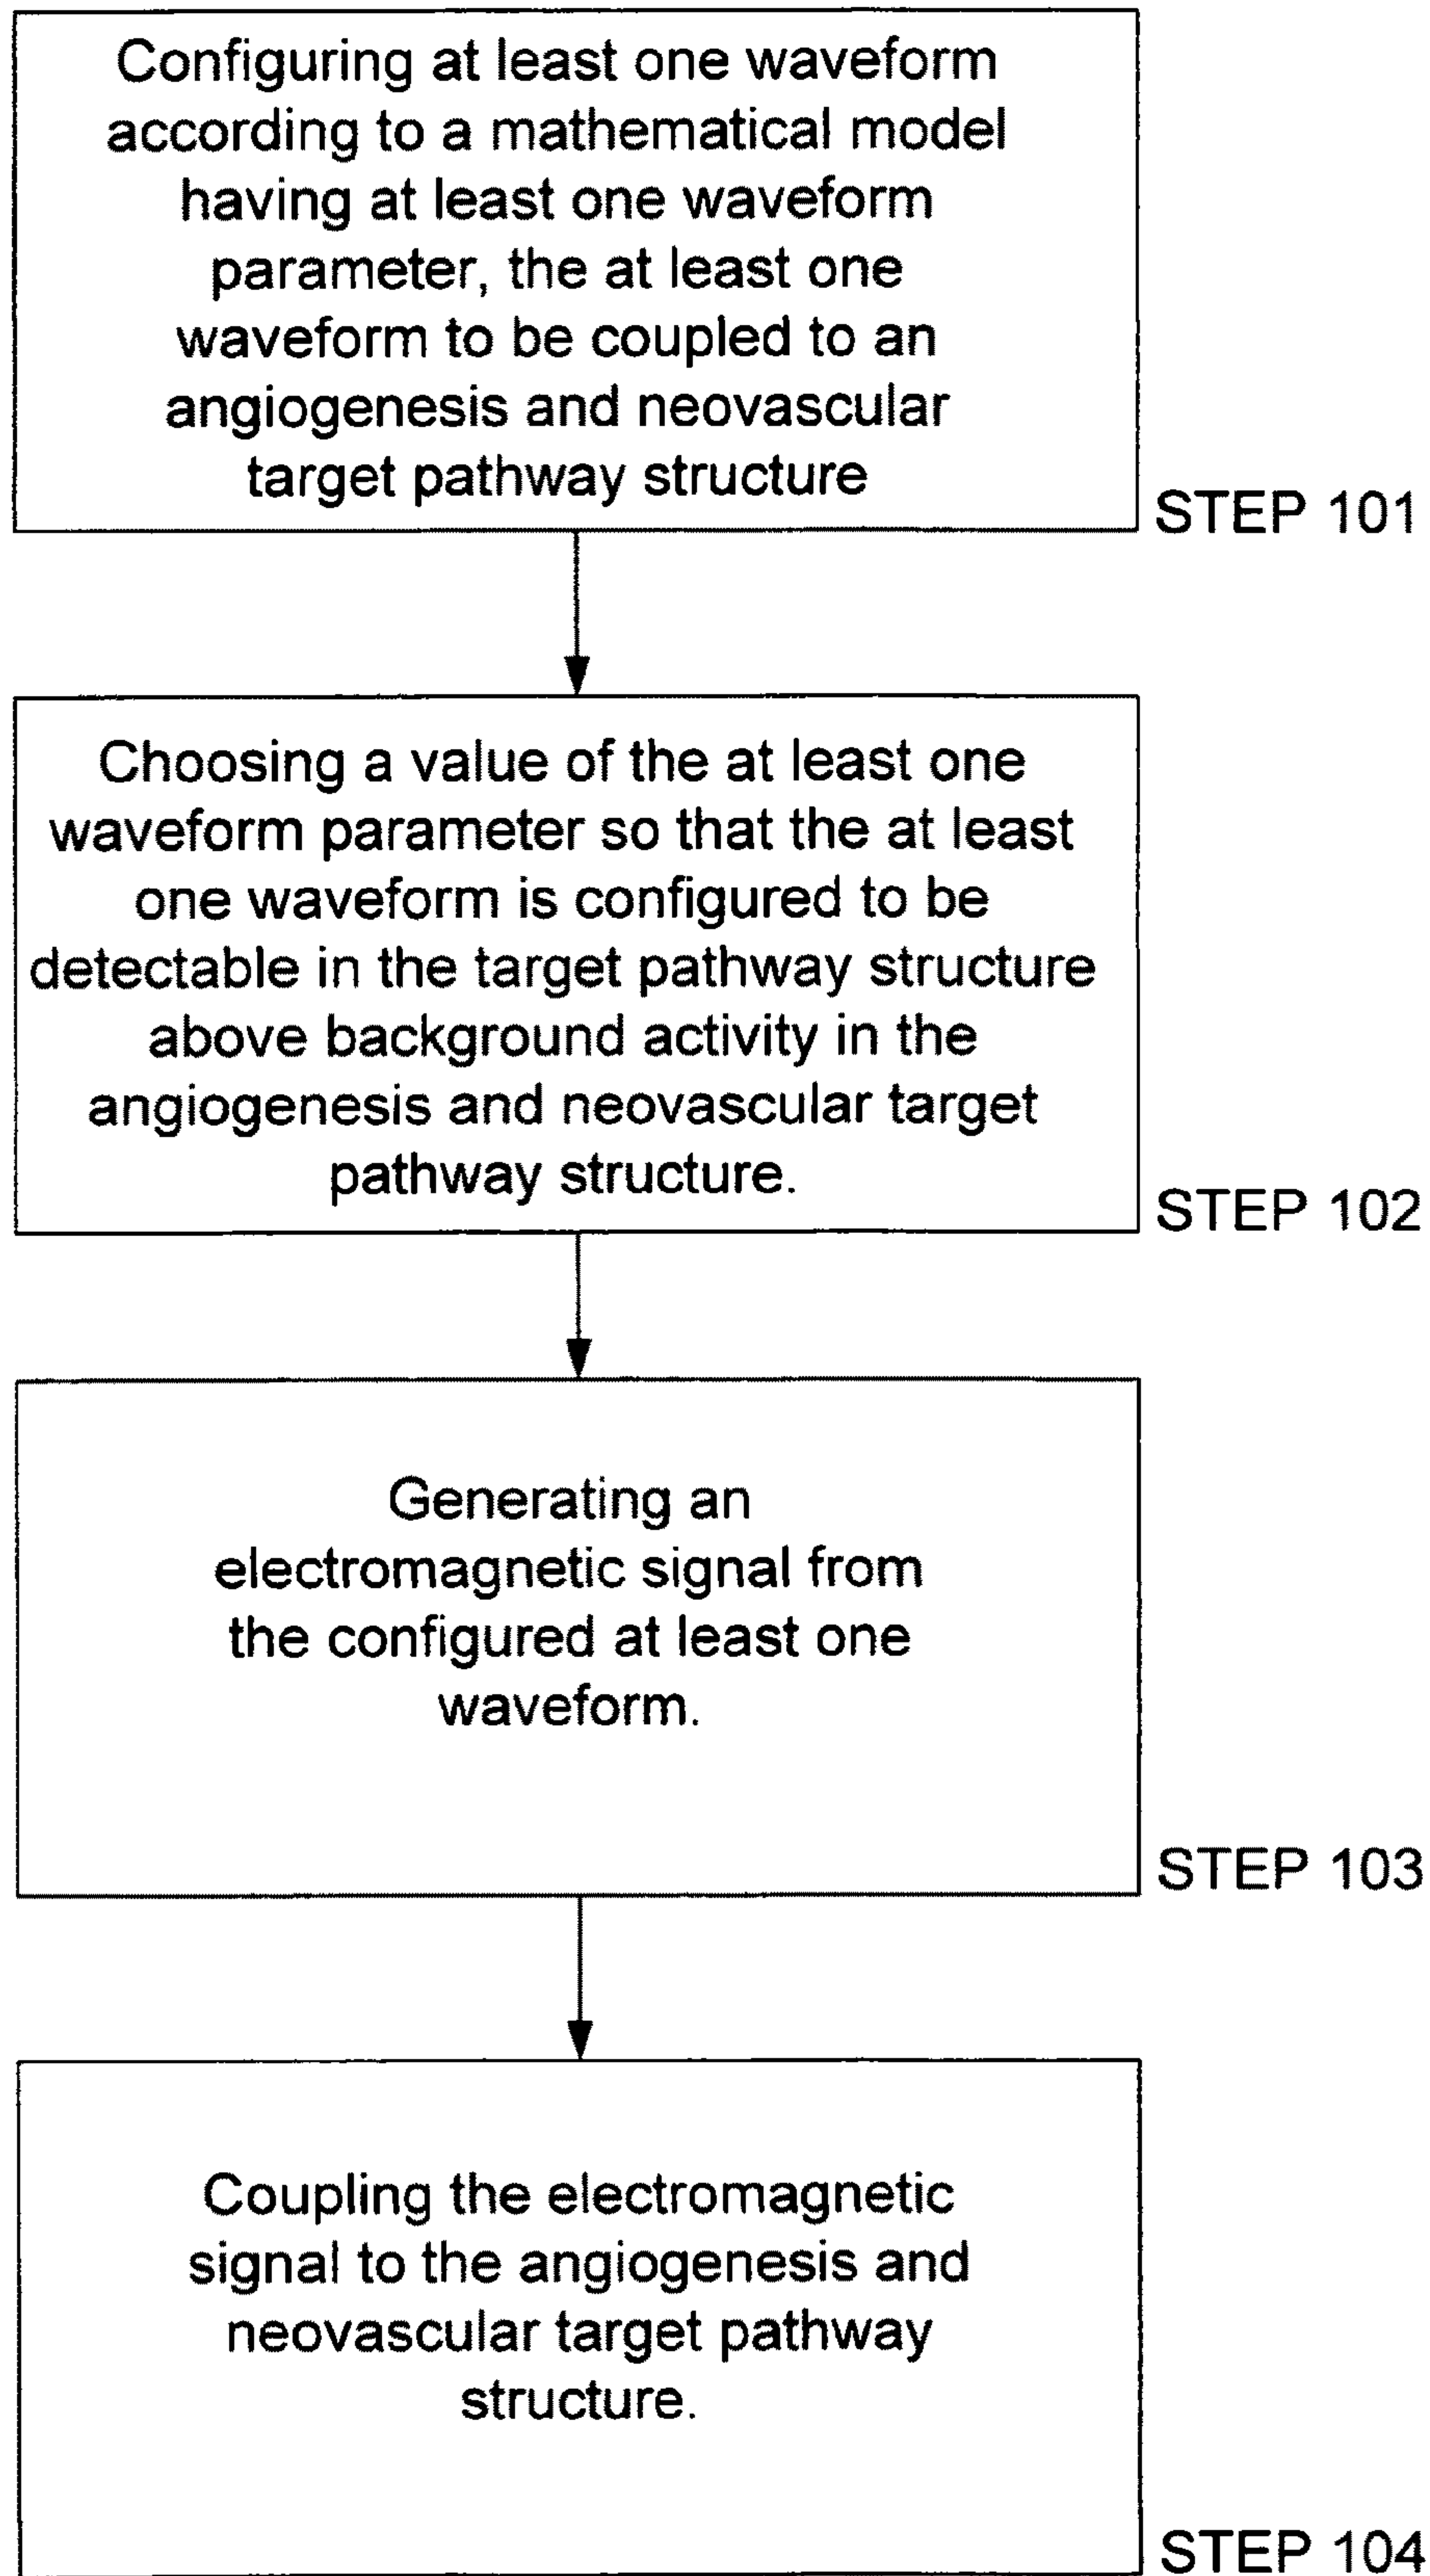 Configuring at least one waveform
according to a mathematical model
having at least one waveform
parameter, the at least one
waveform to be coupled to an
angiogenesis and neovascular
target pathway structure
STEP 101
Choosing a value of the at least one
waveform parameter so that the at least
one waveform is configured to be
detectable in the target pathway structure
above background activity in the
angiogenesis and neovascular target
pathway structure.
STEP 102
Generating an
electromagnetic signal from
the configured at least one
waveform.
STEP 103
Coupling the electromagnetic
signal to the angiogenesis and
neovascular target pathway
structure.
STEP 104